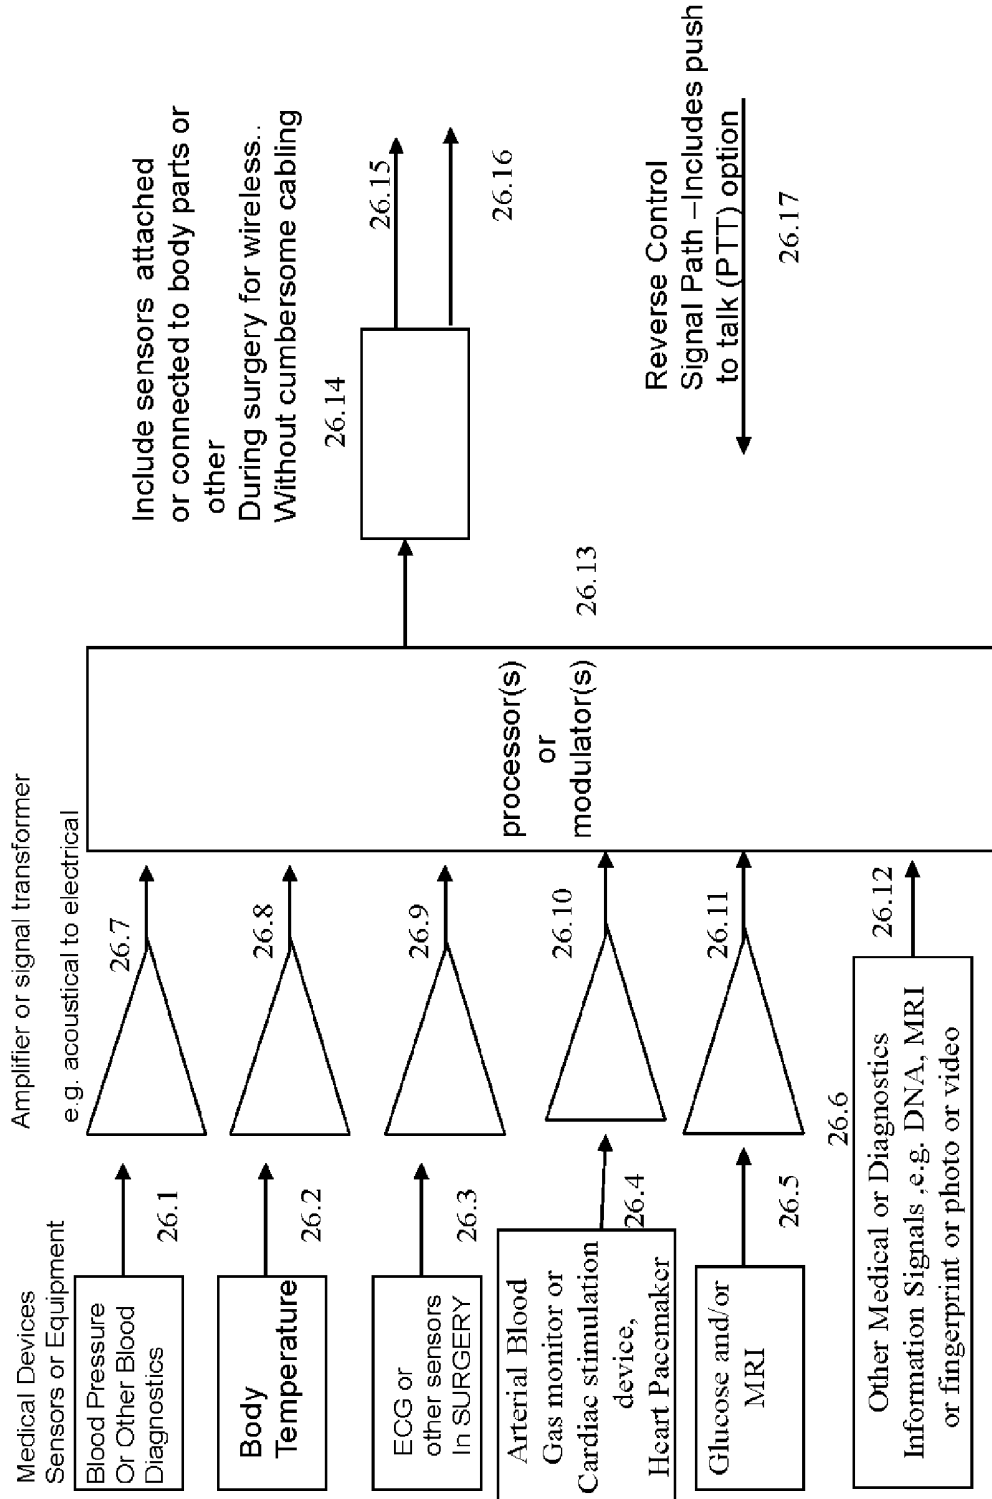 Medical Devices
Sensors or Equipment
Amplifier or signal transformer
e.g. acoustical to electrical
Include sensors attached
or connected to body parts or
other
During surgery for wireless..
Without cumbersome cabling
Blood Pressure
Or Other Blood
Diagnostics
26.1
26.7
Body
Temperature
26.2
26.8
ECG or
other sensors
In SURGERY
26.3
26.9
Arterial Blood
Gas monitor or
Cardiac stimulation
device,
Heart Pacemaker
26.4
26.10
Glucose and/or
MRI
26.5
26.11
26.6
Other Medical or Diagnostics
Information Signals ,e.g. DNA, MRI
or fingerprint or photo or video
26.12
processor(s)
or
modulator(s)
26.13
26.14
26.15
26.16
Reverse Control
Signal Path –Includes push
to talk (PTT) option
26.17